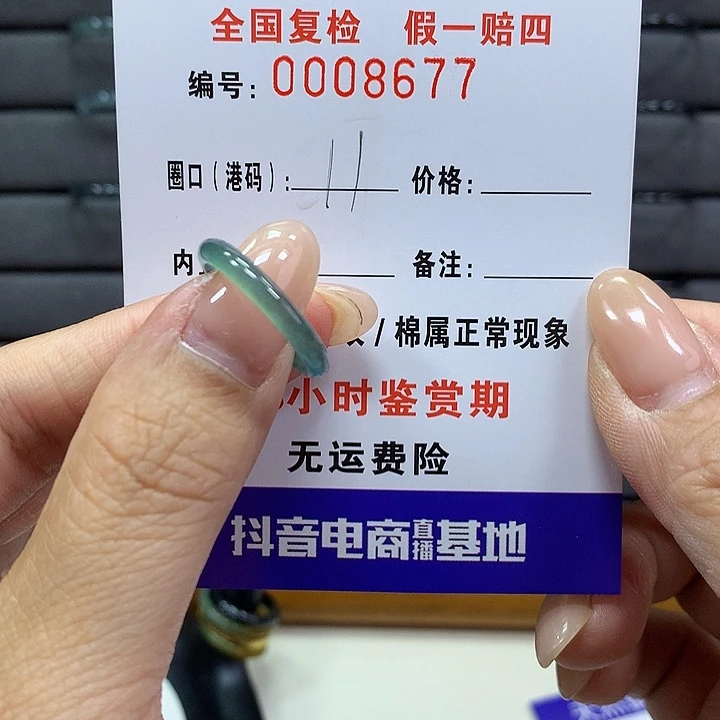 全国复检 假一赔四
编号: 0008677
圈口(港码): 11 价格:
内 备注:
/棉属正常现象
小时鉴赏期
无运费险
抖音电商直播基地